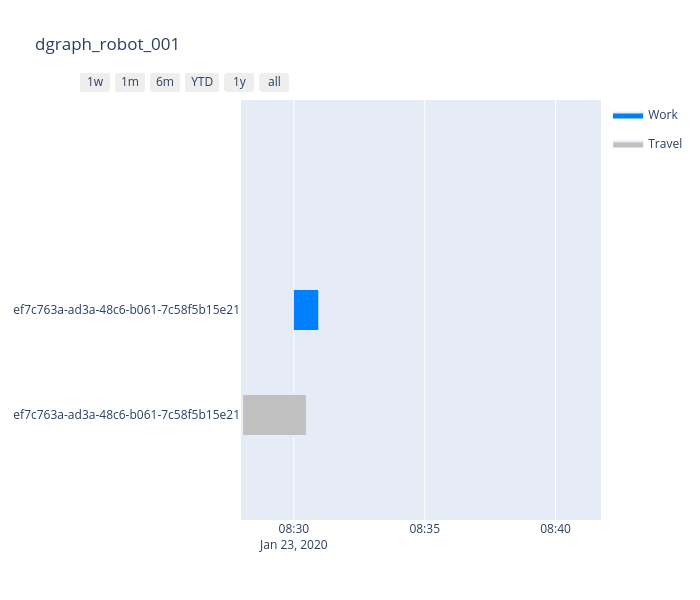 dgraph_robot_001
1w 1m 6m YTD 1y all
Work
Travel
ef7c763a-ad3a-48c6-b061-7c58f5b15e21
ef7c763a-ad3a-48c6-b061-7c58f5b15e21
08:30 08:35 08:40
Jan 23, 2020